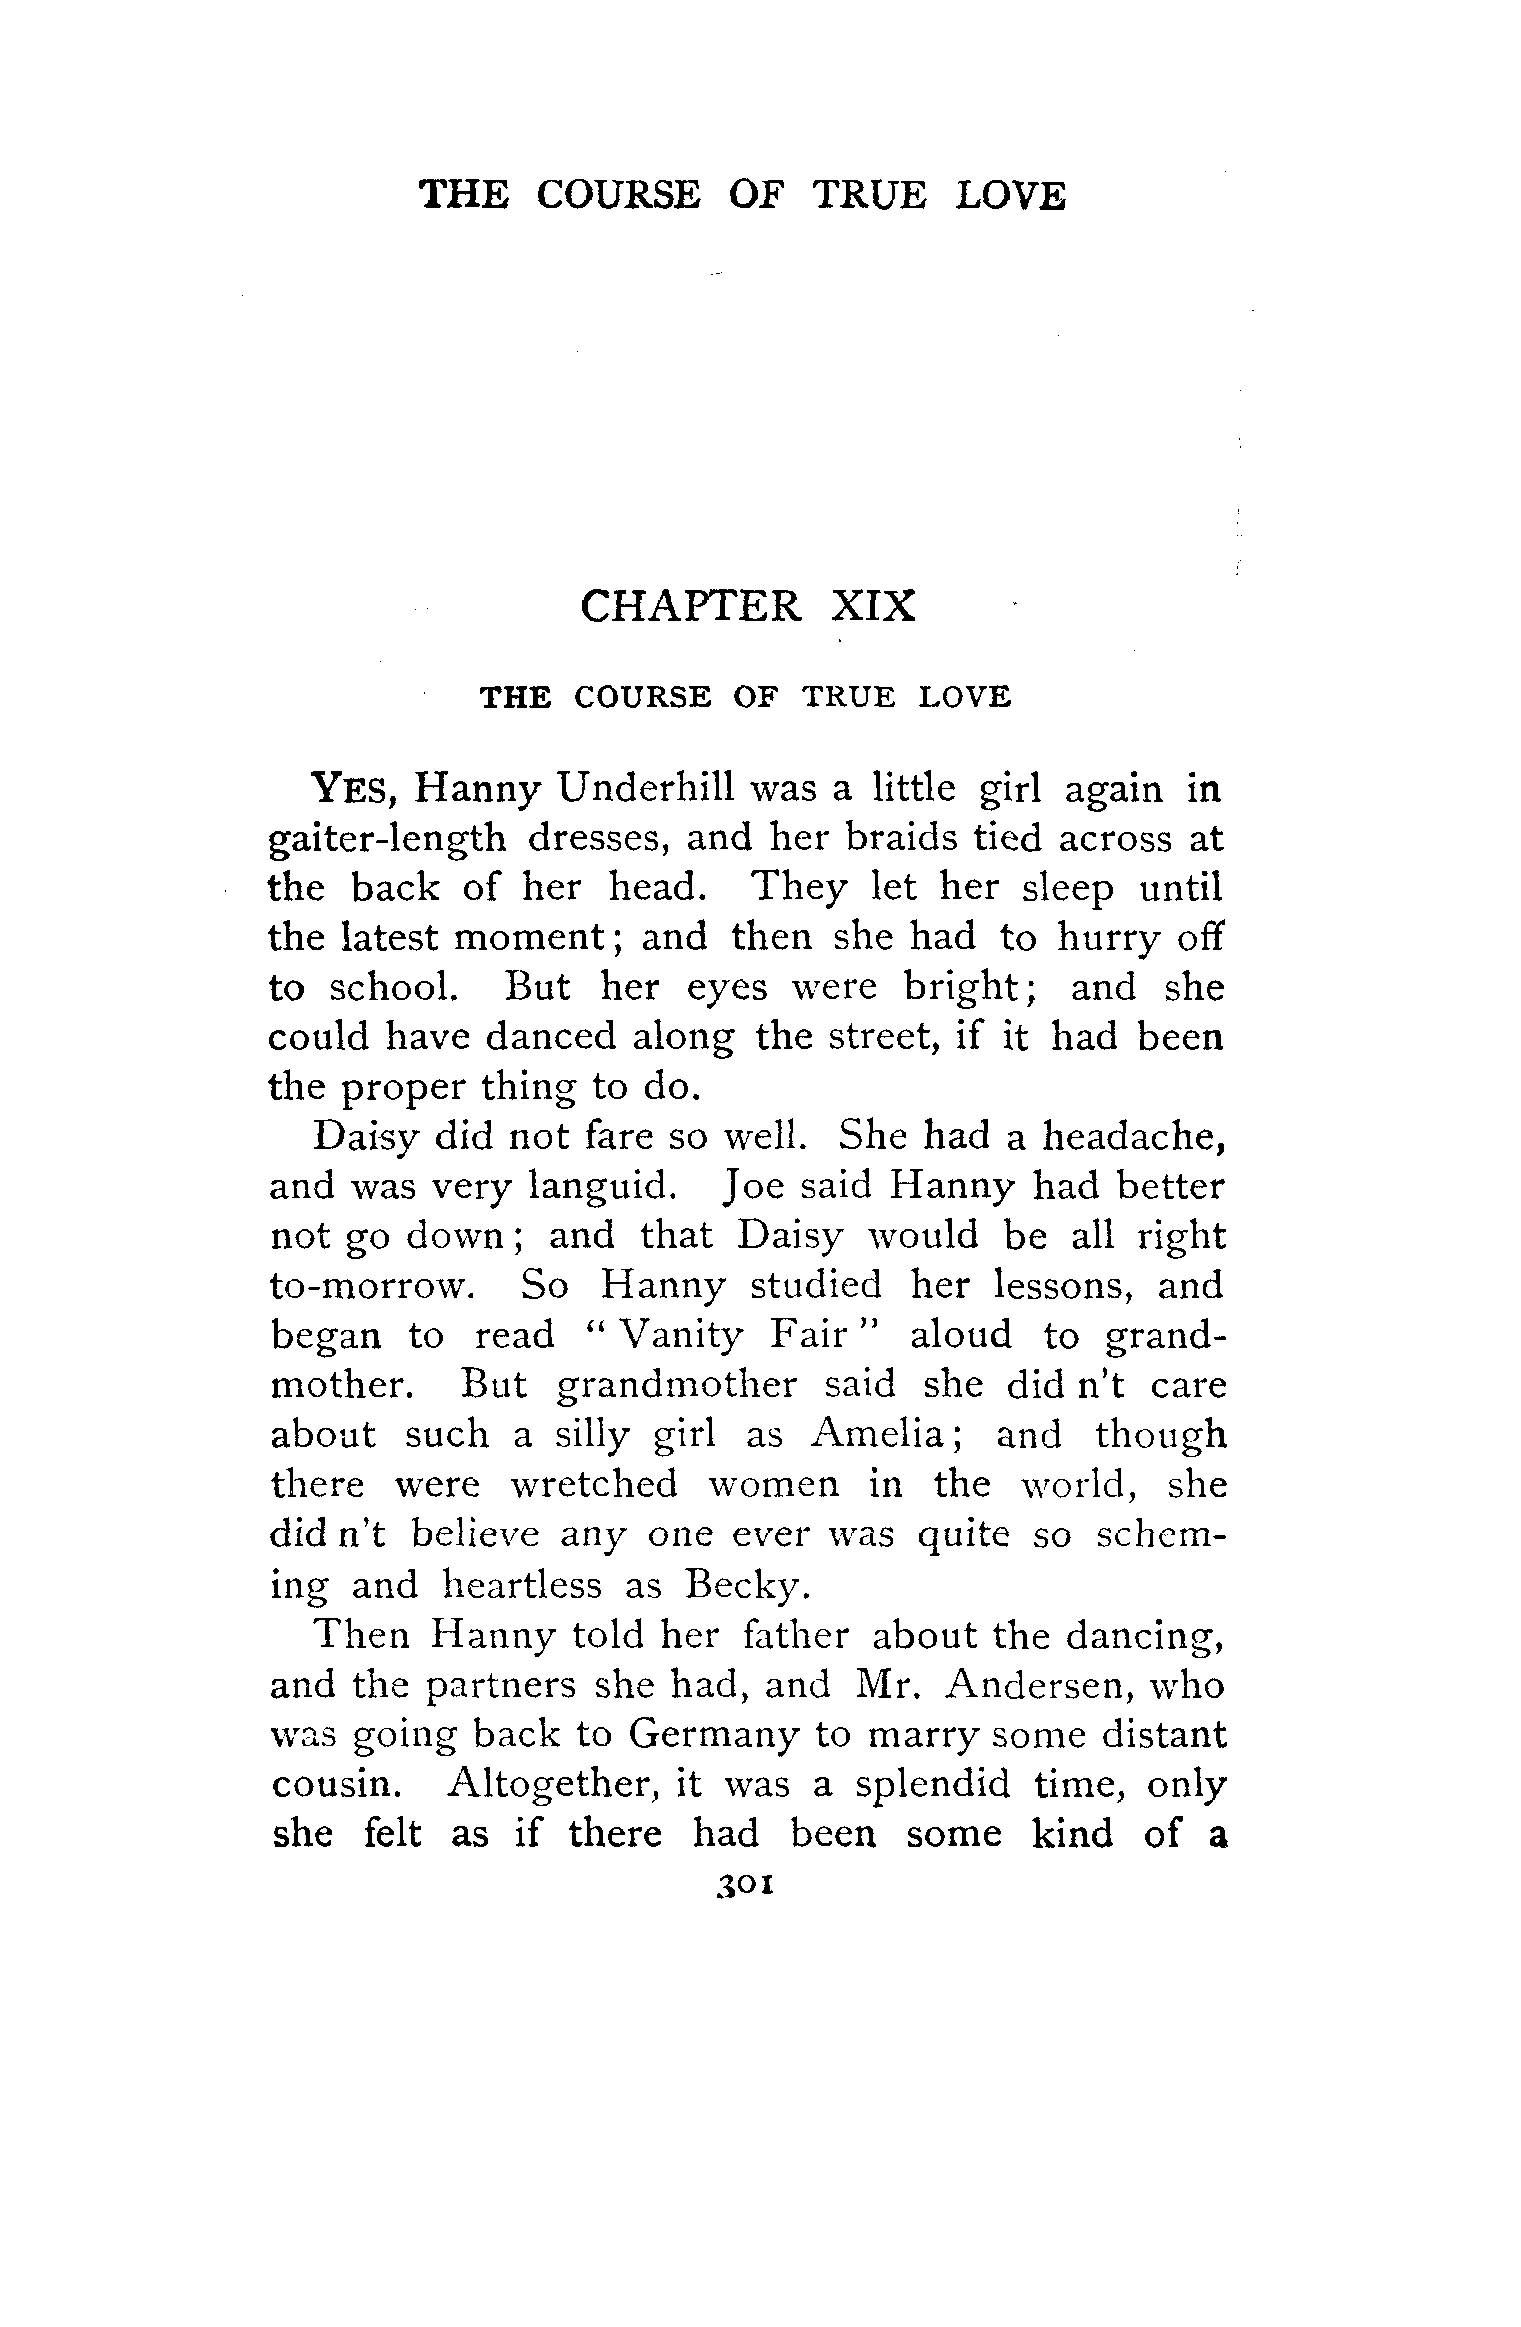 THE COURSE OF TRUE LOVE
CHAPTER XIX
THE COURSE OF TRUE LOVE
YES, Hanny Underhill was a little girl again in
gaiter-length dresses, and her braids tied across at
the back of her head. They let her sleep until
the latest moment; and then she had to hurry off
to school. But her eyes were bright; and she
could have danced along the street, if it had been
the proper thing to do.
Daisy did not fare so well. She had a headache,
and was very languid. Joe said Hanny had better
not go down; and that Daisy would be all right
to-morrow. So Hanny studied her lessons, and
began to read " Vanity Fair " aloud to grand-
mother. But grandmother said she did n't care
about such a silly girl as Amelia; and though
there were wretched women in the world, she
did n't believe any one ever was quite so schem-
ing and heartless as Becky.
Then Hanny told her father about the dancing,
and the partners she had, and Mr. Andersen, who
was going back to Germany to marry some distant
cousin. Altogether, it was a splendid time, only
she felt as if there had been some kind of a
301